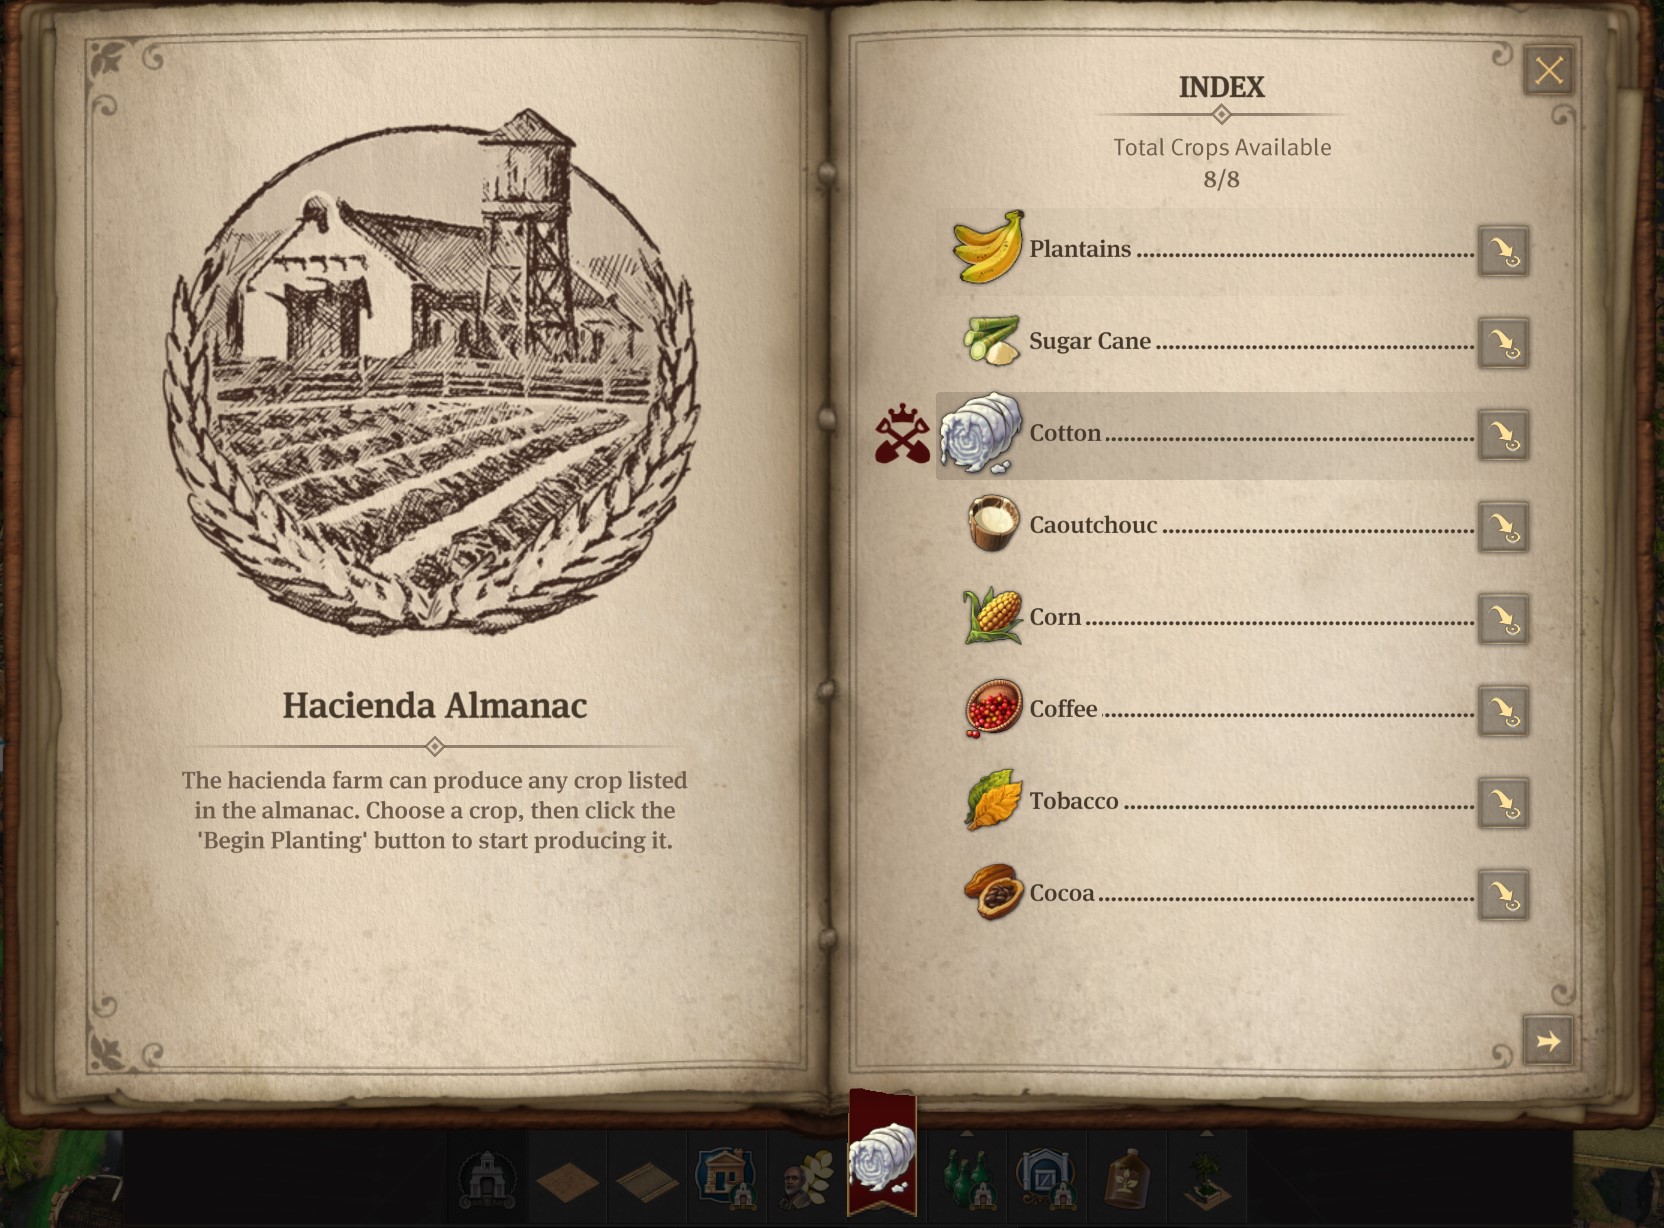 Hacienda Almanac
The hacienda farm can produce any crop listed
in the almanac. Choose a crop, then click the
'Begin Planting' button to start producing it.
INDEX
Total Crops Available
8/8
Plantains
Sugar Cane
Cotton
Caoutchouc
Corn
Coffee
Tobacco
Cocoa